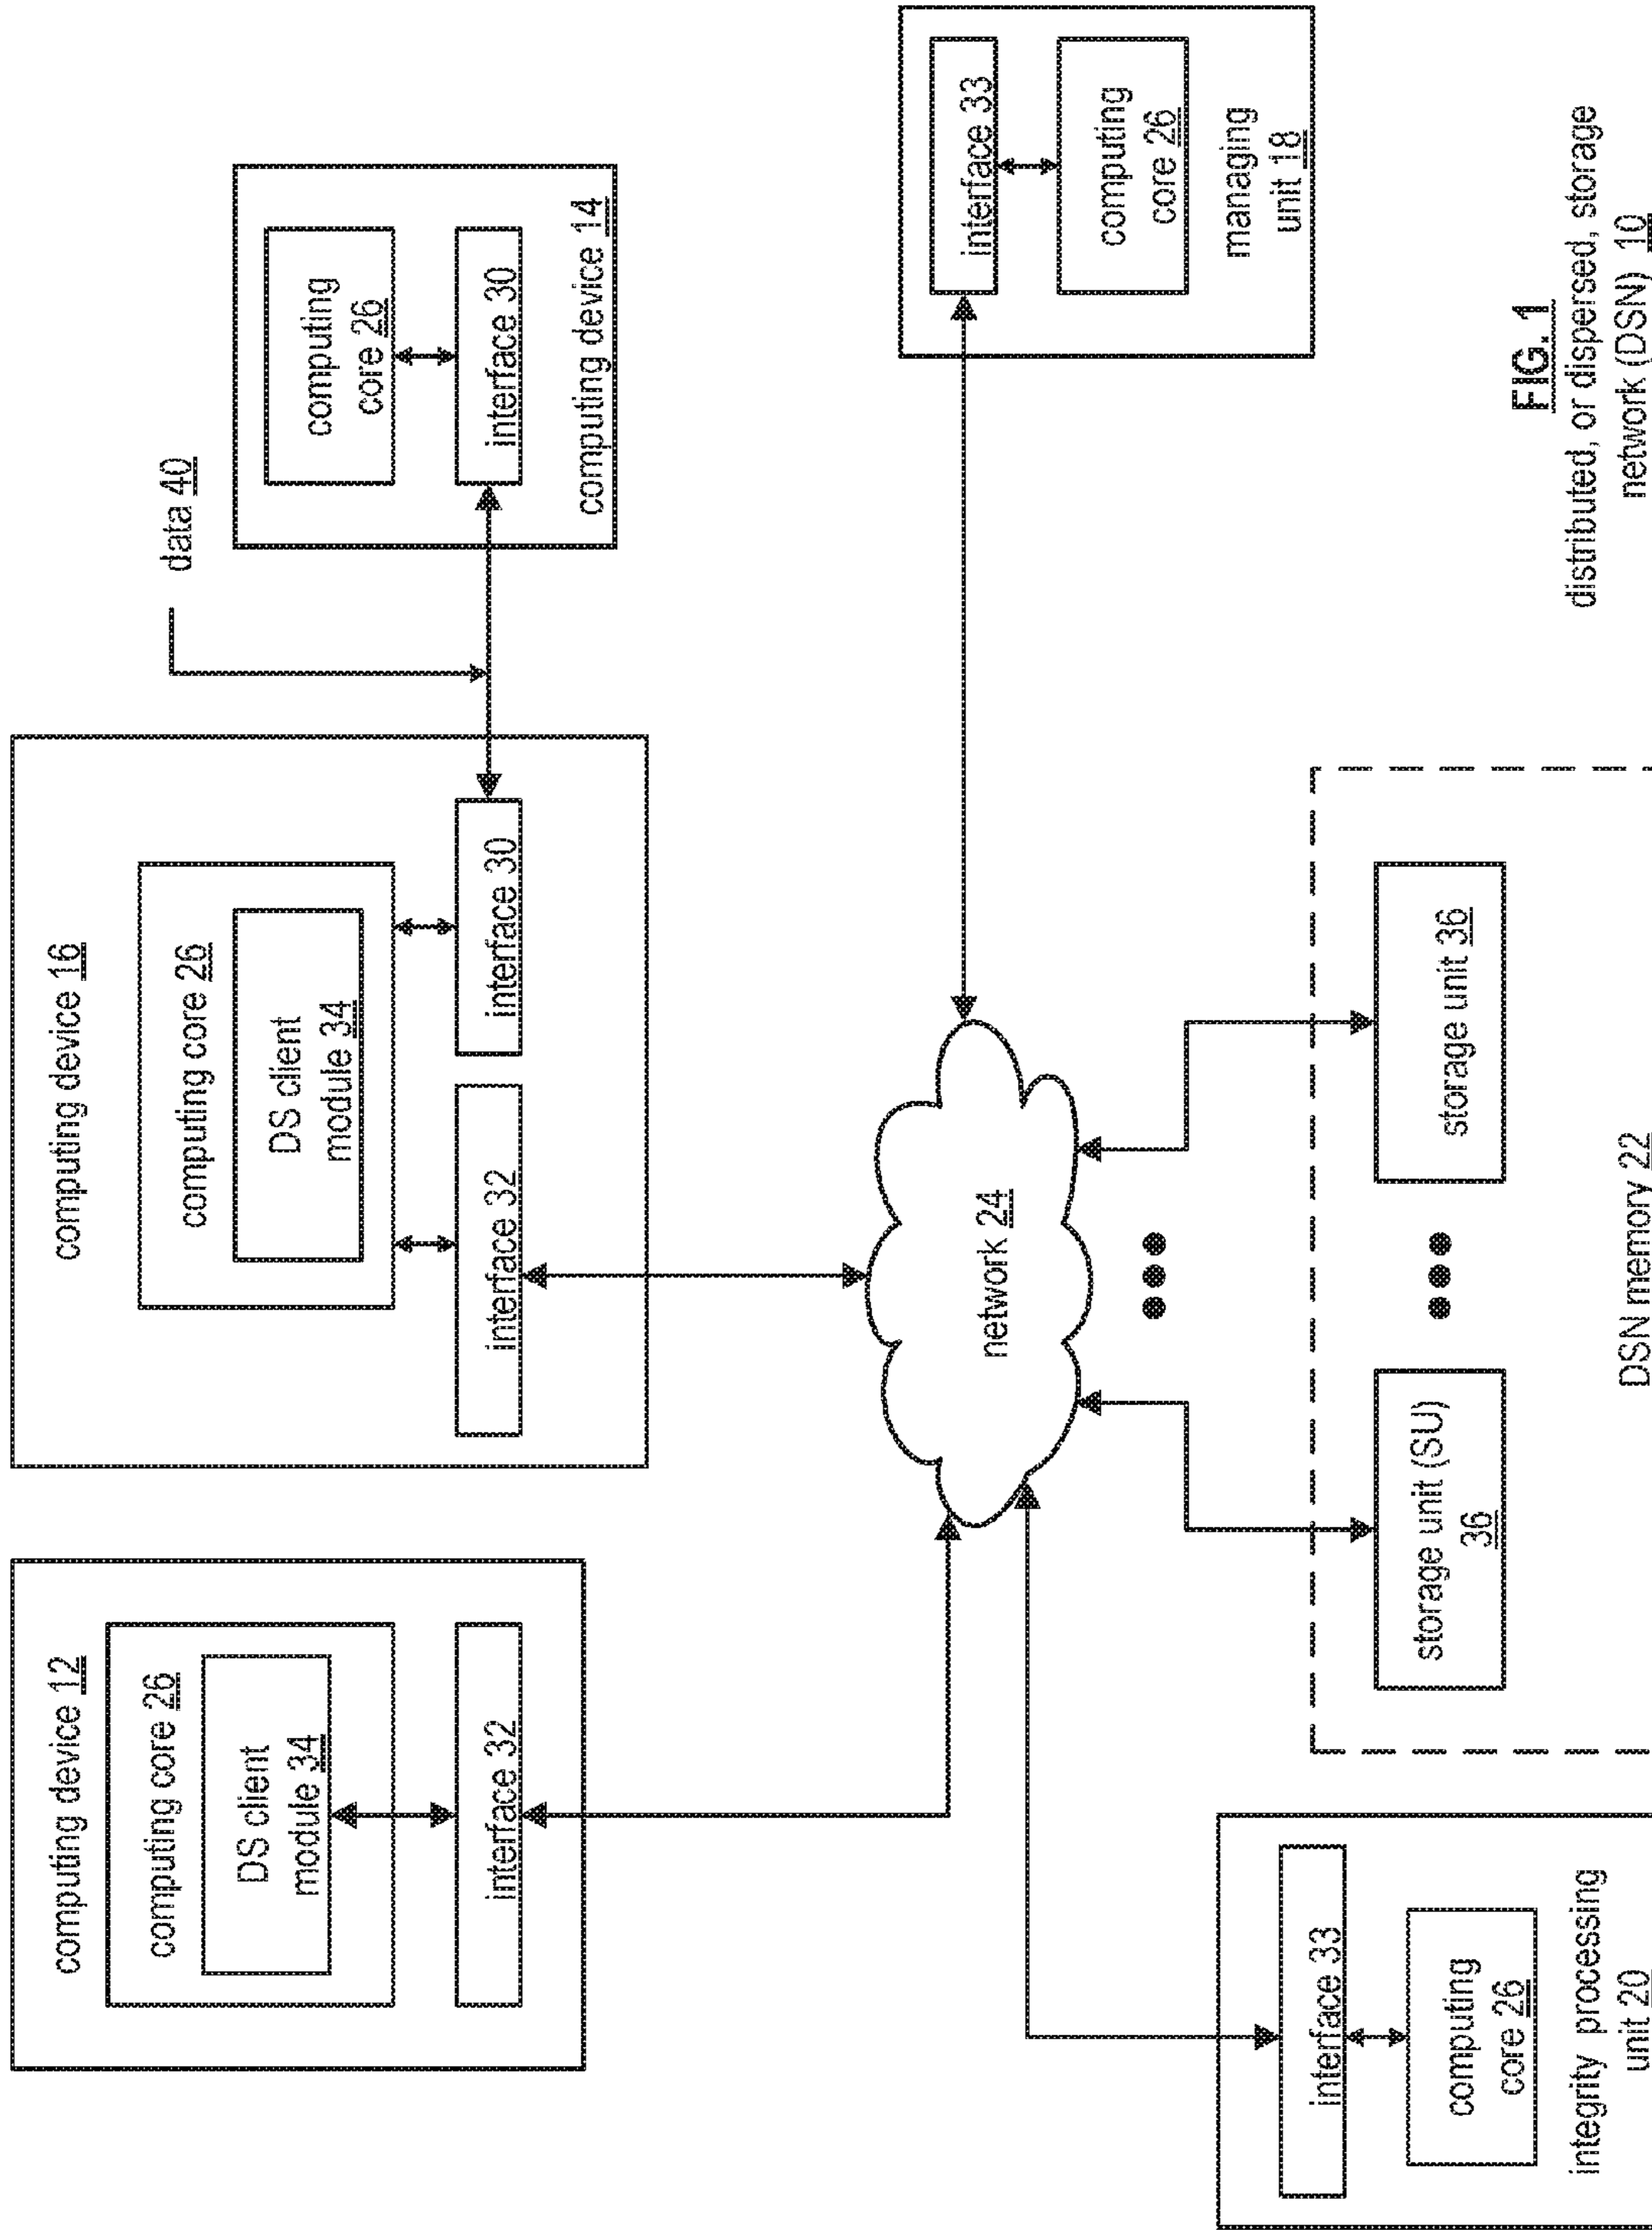 computing device 12
computing core 26
DS client
module 34
interface 32
computing device 16
computing core 26
DS client
module 34
interface 32
interface 30
data 40
computing
core 26
interface 30
computing device 14
network 24
interface 33
computing
core 26
managing
unit 18
interface 33
computing
core 26
integrity processing
unit 20
storage unit (SU)
36
storage unit 36
DSN memory 22
FIG. 1
distributed, or dispersed, storage
network (DSN) 10